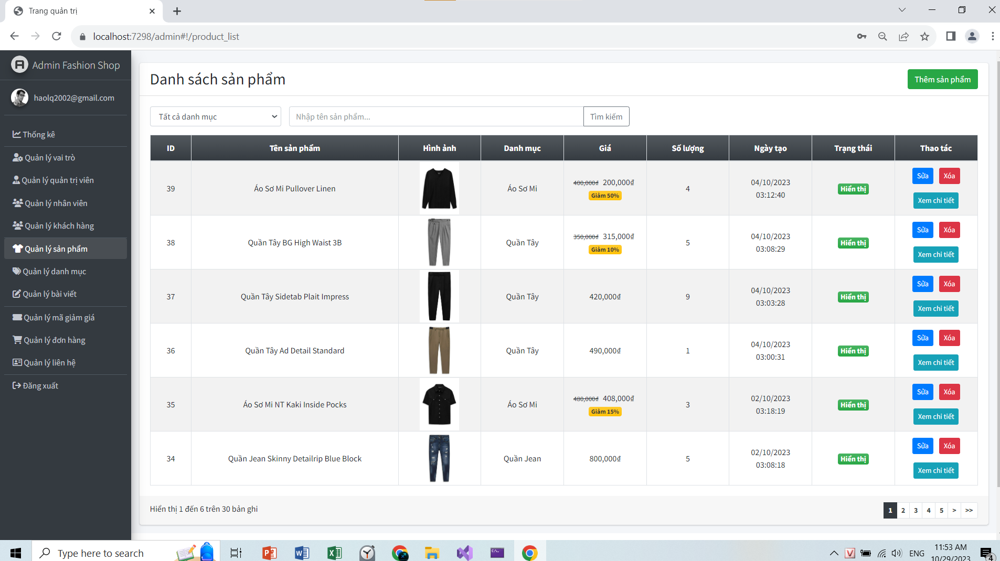 Trang quản trị
localhost:7298/admin#!/product_list
Admin Fashion Shop
haolq2002@gmail.com
Thống kê
Quản lý vai trò
Quản lý quản trị viên
Quản lý nhân viên
Quản lý khách hàng
Quản lý sản phẩm
Quản lý danh mục
Quản lý bài viết
Quản lý mã giảm giá
Quản lý đơn hàng
Quản lý liên hệ
Đăng xuất
Danh sách sản phẩm
Thêm sản phẩm
Tất cả danh mục
Nhập tên sản phẩm...
Tìm kiếm
ID Tên sản phẩm Hình ảnh Danh mục Giá Số lượng Ngày tạo Trạng thái Thao tác
39 Áo Sơ Mi Pullover Linen Áo Sơ Mi 400,000₫ 200,000₫ Giảm 50% 4 04/10/2023 03:12:40 Hiển thị Sửa Xóa Xem chi tiết
38 Quần Tây BG High Waist 3B Quần Tây 350,000₫ 315,000₫ Giảm 10% 5 04/10/2023 03:08:29 Hiển thị Sửa Xóa Xem chi tiết
37 Quần Tây Sidetab Plait Impress Quần Tây 420,000₫ 9 04/10/2023 03:03:28 Hiển thị Sửa Xóa Xem chi tiết
36 Quần Tây Ad Detail Standard Quần Tây 490,000₫ 1 04/10/2023 03:00:31 Hiển thị Sửa Xóa Xem chi tiết
35 Áo Sơ Mi NT Kaki Inside Pocks Áo Sơ Mi 480,000₫ 408,000₫ Giảm 15% 3 02/10/2023 03:18:19 Hiển thị Sửa Xóa Xem chi tiết
34 Quần Jean Skinny Detailrip Blue Block Quần Jean 800,000₫ 5 02/10/2023 03:08:18 Hiển thị Sửa Xóa Xem chi tiết
Hiển thị 1 đến 6 trên 30 bản ghi
1 2 3 4 5 > >>
Type here to search
ENG
11:53 AM
10/29/2023
4